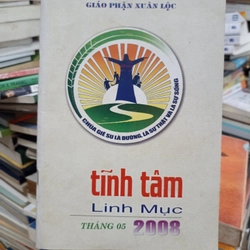 GIÁO PHẬN XUÂN LỘC
CHÚA GIÊ SU LÀ ĐƯỜNG, LÀ SỰ THẬT VÀ LÀ SỰ SỐNG
tĩnh tâm
Linh Mục
THÁNG 05 2008